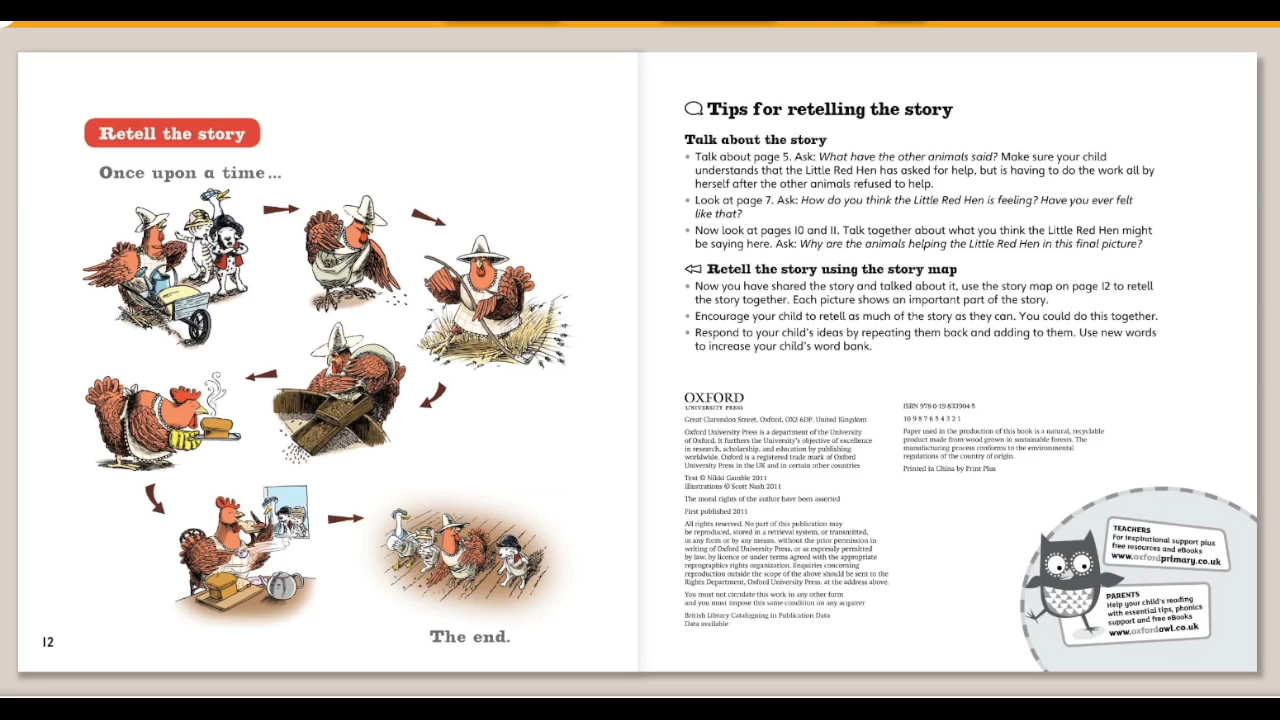 Retell the story
Once upon a time...
The end.
12
Tips for retelling the story
Talk about the story
• Talk about page 5. Ask: What have the other animals said? Make sure your child
understands that the Little Red Hen has asked for help, but is having to do the work all by
herself after the other animals refused to help.
• Look at page 7. Ask: How do you think the Little Red Hen is feeling? Have you ever felt
like that?
• Now look at pages 10 and 11. Talk together about what you think the Little Red Hen might
be saying here. Ask: Why are the animals helping the Little Red Hen in this final picture?
Retell the story using the story map
• Now you have shared the story and talked about it, use the story map on page 12 to retell
the story together. Each picture shows an important part of the story.
• Encourage your child to retell as much of the story as they can. You could do this together.
• Respond to your child's ideas by repeating them back and adding to them. Use new words
to increase your child's word bank.
OXFORD
UNIVERSITY PRESS
Great Clarendon Street, Oxford, OX2 6DP, United Kingdom
Oxford University Press is a department of the University
of Oxford. It furthers the University's objective of excellence
in research, scholarship, and education by publishing
worldwide. Oxford is a registered trade mark of Oxford
University Press in the UK and in certain other countries
Text © Nikki Gamble 2011
Illustrations © Scott Nash 2011
The moral rights of the author have been asserted
First published 2011
All rights reserved. No part of this publication may
be reproduced, stored in a retrieval system, or transmitted,
in any form or by any means, without the prior permission in
writing of Oxford University Press, or as expressly permitted
by law, by licence or under terms agreed with the appropriate
reprographics rights organization. Enquiries concerning
reproduction outside the scope of the above should be sent to the
Rights Department, Oxford University Press, at the address above.
You must not circulate this work in any other form
and you must impose this same condition on any acquirer
British Library Cataloguing in Publication Data
Data available
ISBN 978-0-19-833904-5
10 9 8 7 6 5 4 3 2 1
Paper used in the production of this book is a natural, recyclable
product made from wood grown in sustainable forests. The
manufacturing process conforms to the environmental
regulations of the country of origin.
Printed in China by Print Plus
TEACHERS
For inspirational support plus
free resources and eBooks
www.oxfordprimary.co.uk
PARENTS
Help your child's reading
with essential tips, phonics
support and free eBooks
www.oxfordowl.co.uk